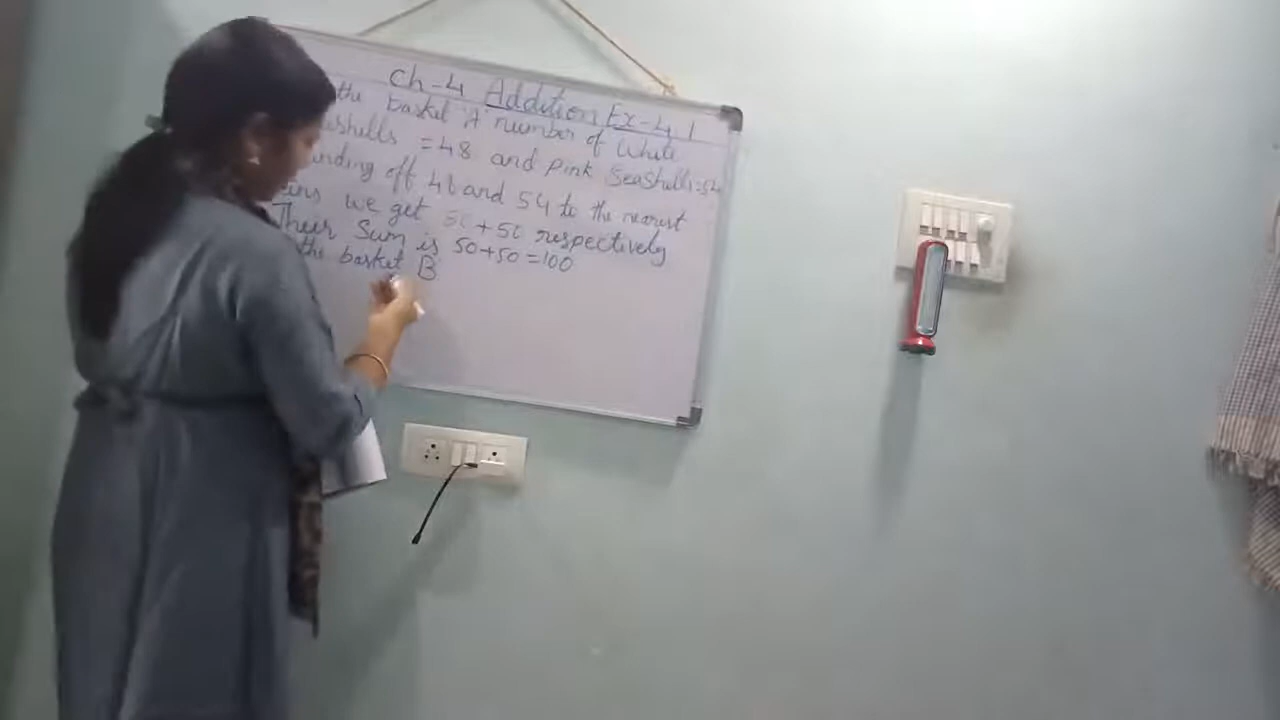 Ch-4 Addition Ex-4.1
the basket 'A' number of White
shells = 48 and pink Seashells = 54
nding off 48 and 54 to the nearest
we get 50 + 50 respectively
Their Sum is 50+50 = 100
the basket B